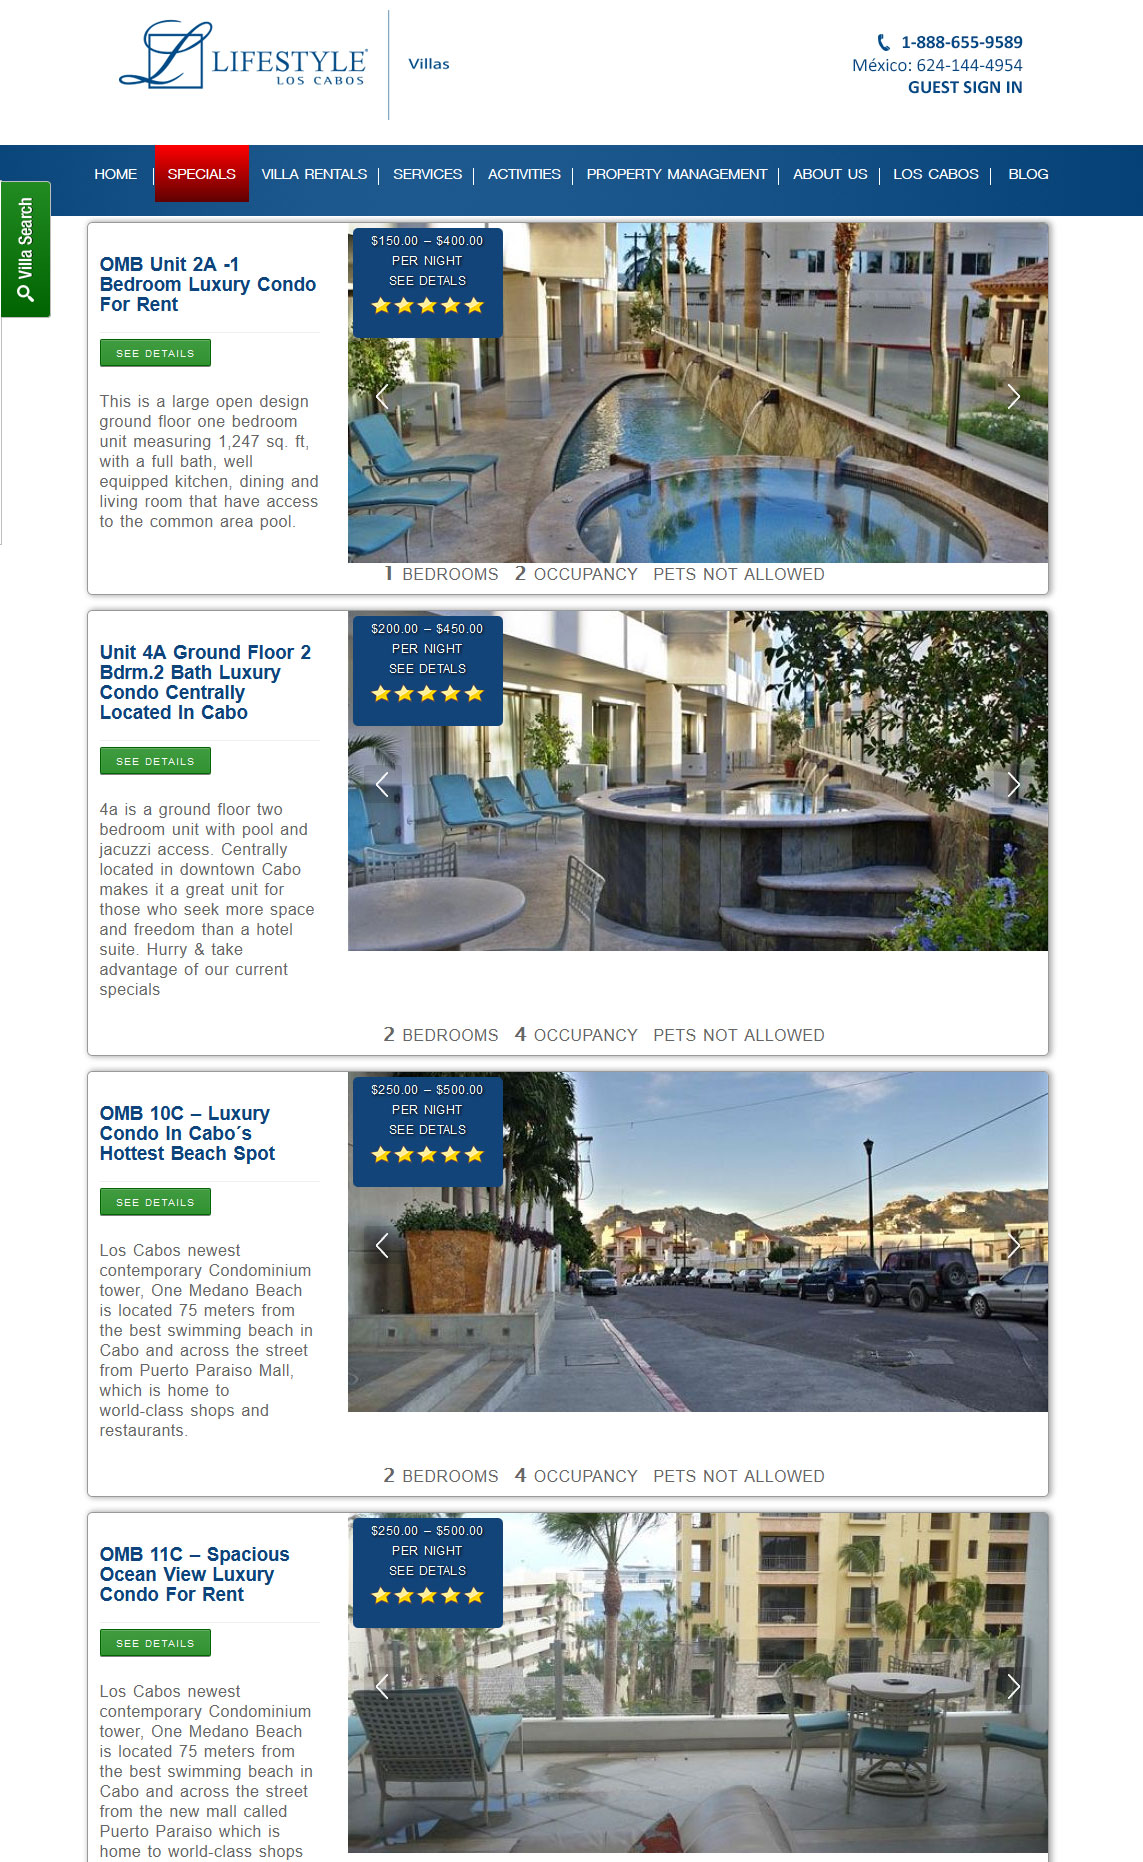 LIFESTYLE
LOS CABOS
Villas
1-888-655-9589
México: 624-144-4954
GUEST SIGN IN
HOME SPECIALS VILLA RENTALS SERVICES ACTIVITIES PROPERTY MANAGEMENT ABOUT US LOS CABOS BLOG
Villa Search
OMB Unit 2A -1
Bedroom Luxury Condo
For Rent
SEE DETAILS
This is a large open design
ground floor one bedroom
unit measuring 1,247 sq. ft,
with a full bath, well
equipped kitchen, dining and
living room that have access
to the common area pool.
$150.00 – $400.00
PER NIGHT
SEE DETALS
1 BEDROOMS 2 OCCUPANCY PETS NOT ALLOWED
Unit 4A Ground Floor 2
Bdrm.2 Bath Luxury
Condo Centrally
Located In Cabo
SEE DETAILS
4a is a ground floor two
bedroom unit with pool and
jacuzzi access. Centrally
located in downtown Cabo
makes it a great unit for
those who seek more space
and freedom than a hotel
suite. Hurry & take
advantage of our current
specials
$200.00 – $450.00
PER NIGHT
SEE DETALS
2 BEDROOMS 4 OCCUPANCY PETS NOT ALLOWED
OMB 10C – Luxury
Condo In Cabo´s
Hottest Beach Spot
SEE DETAILS
Los Cabos newest
contemporary Condominium
tower, One Medano Beach
is located 75 meters from
the best swimming beach in
Cabo and across the street
from Puerto Paraiso Mall,
which is home to
world-class shops and
restaurants.
$250.00 – $500.00
PER NIGHT
SEE DETALS
2 BEDROOMS 4 OCCUPANCY PETS NOT ALLOWED
OMB 11C – Spacious
Ocean View Luxury
Condo For Rent
SEE DETAILS
Los Cabos newest
contemporary Condominium
tower, One Medano Beach
is located 75 meters from
the best swimming beach in
Cabo and across the street
from the new mall called
Puerto Paraiso which is
home to world-class shops
$250.00 – $500.00
PER NIGHT
SEE DETALS